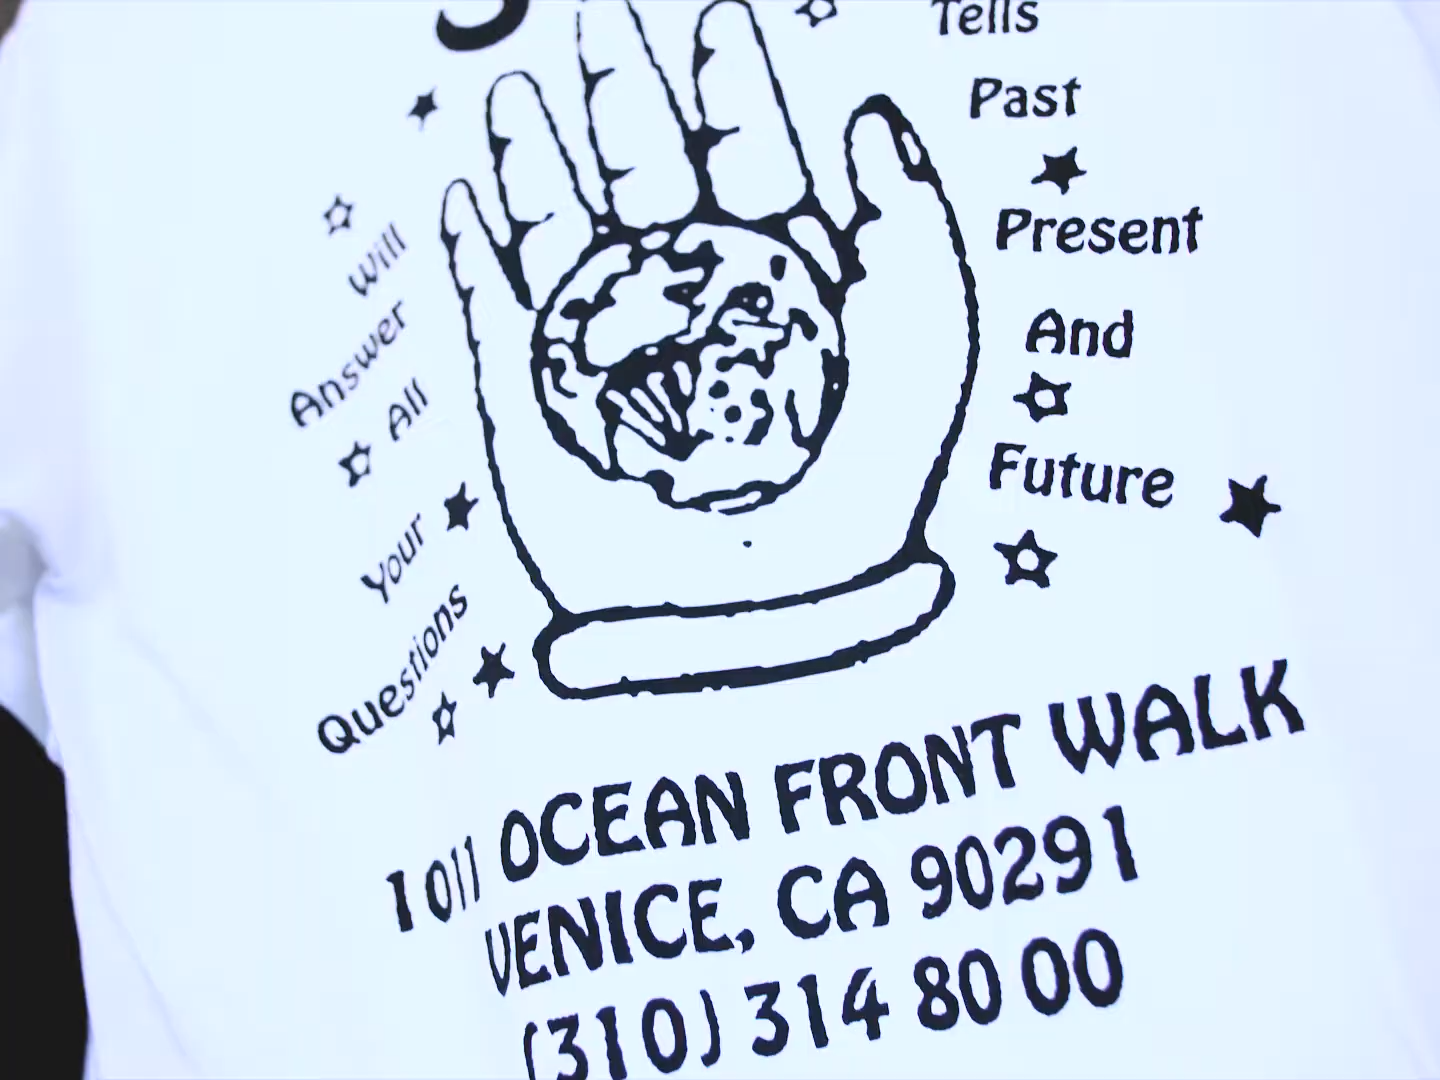 Tells
Past
Present
And
Future
Will
Answer
All
Your
Questions
1011 OCEAN FRONT WALK
VENICE, CA 90291
(310) 314 80 00